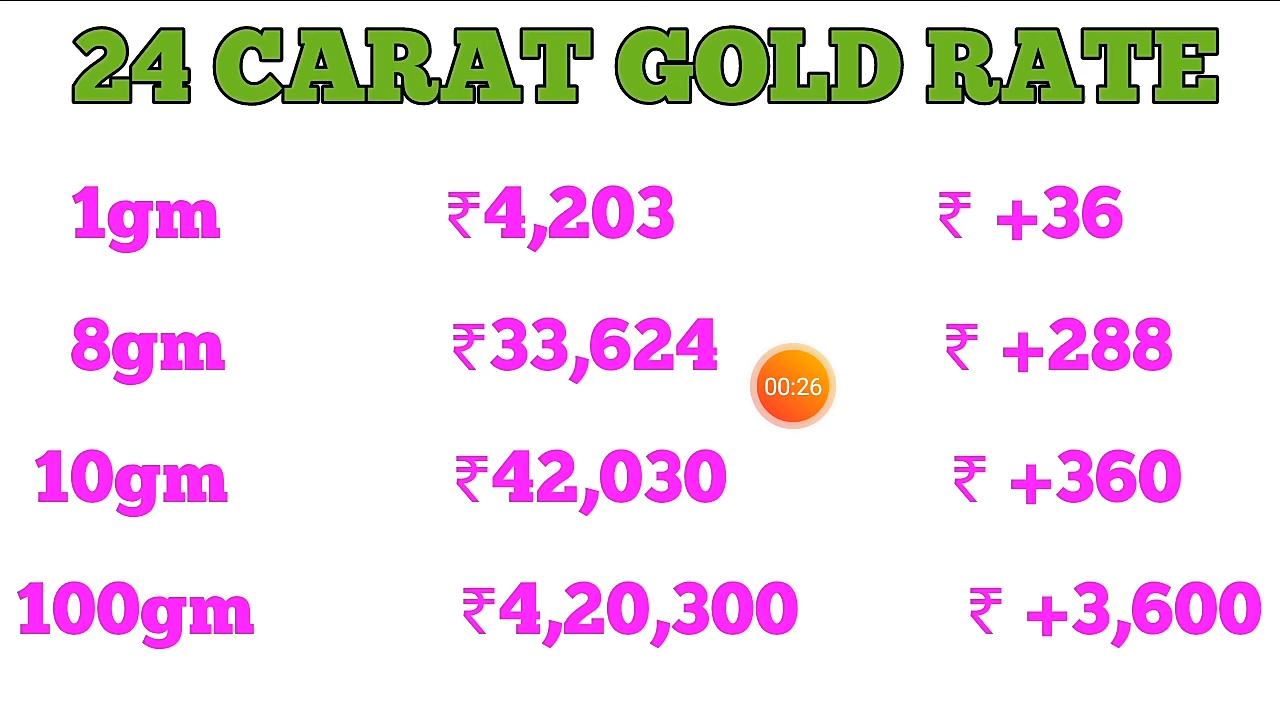 24 CARAT GOLD RATE
1gm ₹4,203 ₹ +36
8gm ₹33,624 ₹ +288
00:26
10gm ₹42,030 ₹ +360
100gm ₹4,20,300 ₹ +3,600